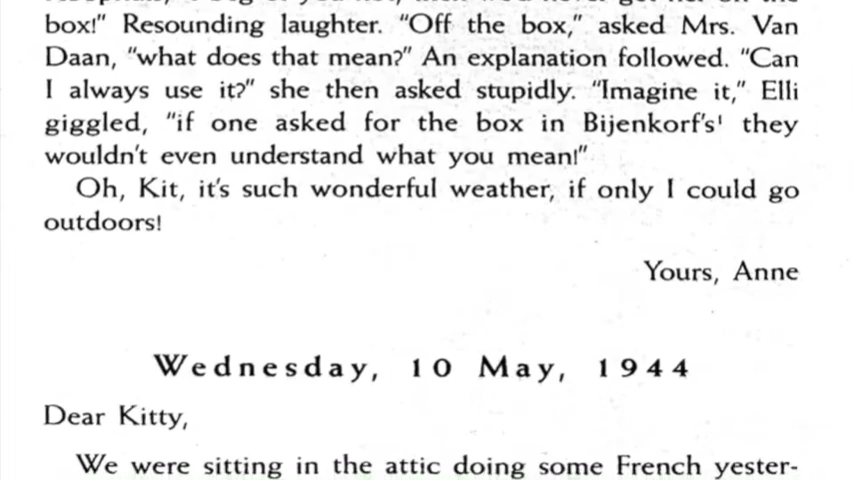 box!" Resounding laughter. "Off the box," asked Mrs. Van
Daan, "what does that mean?" An explanation followed. "Can
I always use it?" she then asked stupidly. "Imagine it," Elli
giggled, "if one asked for the box in Bijenkorf's¹ they
wouldn't even understand what you mean!"
Oh, Kit, it's such wonderful weather, if only I could go
outdoors!
Yours, Anne
Wednesday, 10 May, 1944
Dear Kitty,
We were sitting in the attic doing some French yester-